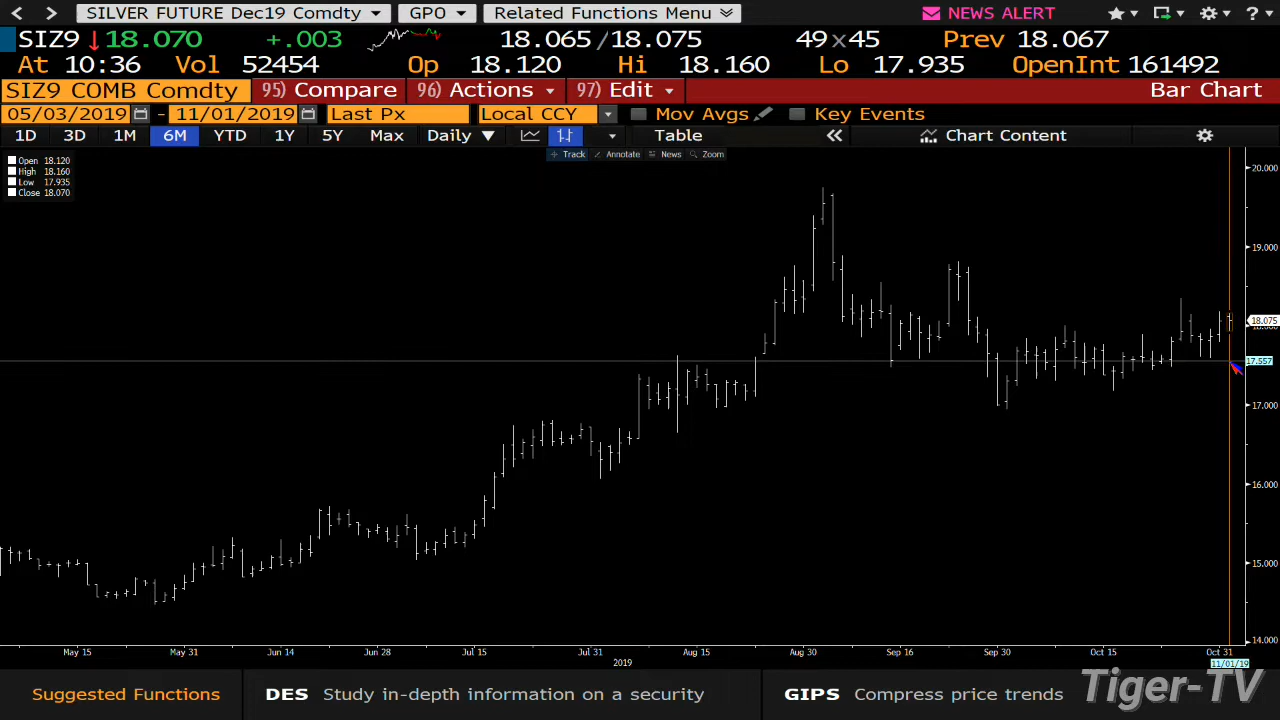 SILVER FUTURE Dec19 Comdty GPO Related Functions Menu NEWS ALERT ?
SIZ9 18.070 +.003 18.065/18.075 49x45 Prev 18.067
At 10:36 Vol 52454 Op 18.120 Hi 18.160 Lo 17.935 OpenInt 161492
SIZ9 COMB Comdty 95) Compare 96) Actions 97) Edit Bar Chart
05/03/2019 - 11/01/2019 Last Px Local CCY Mov Avgs Key Events
1D 3D 1M 6M YTD 1Y 5Y Max Daily Table Chart Content
Track Annotate News Zoom
Open 18.120
High 18.160
Low 17.935
Close 18.070
20.000
19.000
18.075
18.000
17.557
17.000
16.000
15.000
14.000
May 15 May 31 Jun 14 Jun 28 Jul 15 Jul 31 Aug 15 Aug 30 Sep 16 Sep 30 Oct 15 Oct 31
2019 11/01/19
Suggested Functions DES Study in-depth information on a security GIPS Compress price trends
Tiger-TV